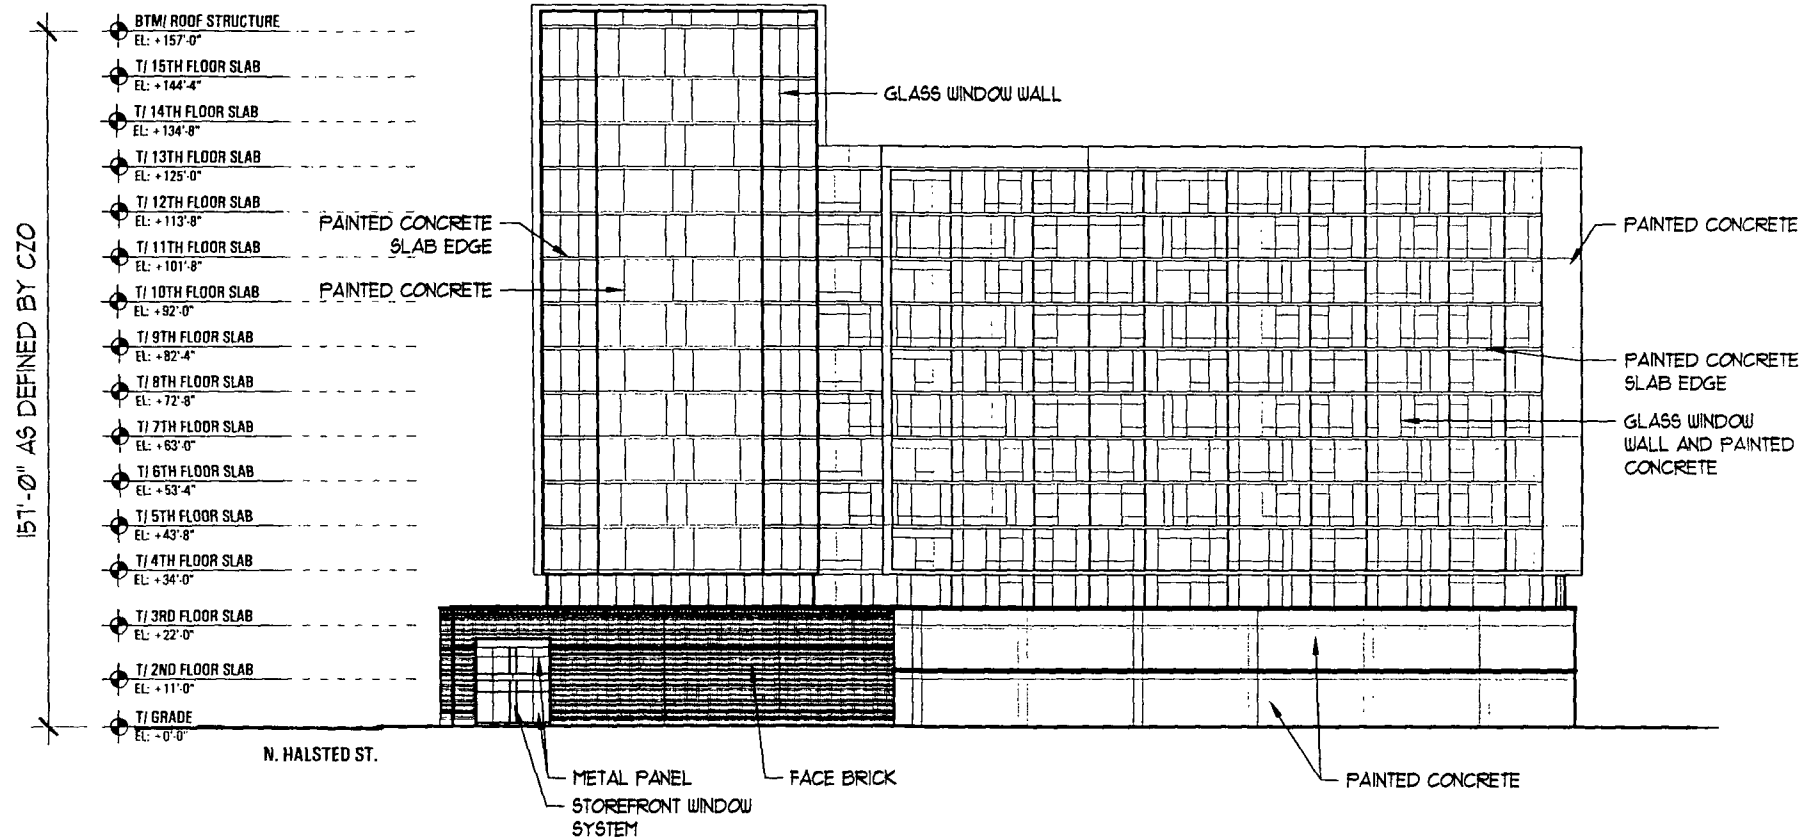 BTM/ ROOF STRUCTURE
EL: +157'-0"
T/ 15TH FLOOR SLAB
EL: +144'-4"
T/ 14TH FLOOR SLAB
EL: +134'-8"
T/ 13TH FLOOR SLAB
EL: +125'-0"
T/ 12TH FLOOR SLAB
EL: +113'-8"
T/ 11TH FLOOR SLAB
EL: +101'-8"
T/ 10TH FLOOR SLAB
EL: +92'-0"
T/ 9TH FLOOR SLAB
EL: +82'-4"
T/ 8TH FLOOR SLAB
EL: +72'-8"
T/ 7TH FLOOR SLAB
EL: +63'-0"
T/ 6TH FLOOR SLAB
EL: +53'-4"
T/ 5TH FLOOR SLAB
EL: +43'-8"
T/ 4TH FLOOR SLAB
EL: +34'-0"
T/ 3RD FLOOR SLAB
EL: +22'-0"
T/ 2ND FLOOR SLAB
EL: +11'-0"
T/ GRADE
EL: +0'-0"
157'-0" AS DEFINED BY CZO
N. HALSTED ST.
PAINTED CONCRETE
SLAB EDGE
PAINTED CONCRETE
GLASS WINDOW WALL
PAINTED CONCRETE
PAINTED CONCRETE
SLAB EDGE
GLASS WINDOW
WALL AND PAINTED
CONCRETE
METAL PANEL
STOREFRONT WINDOW
SYSTEM
FACE BRICK
PAINTED CONCRETE